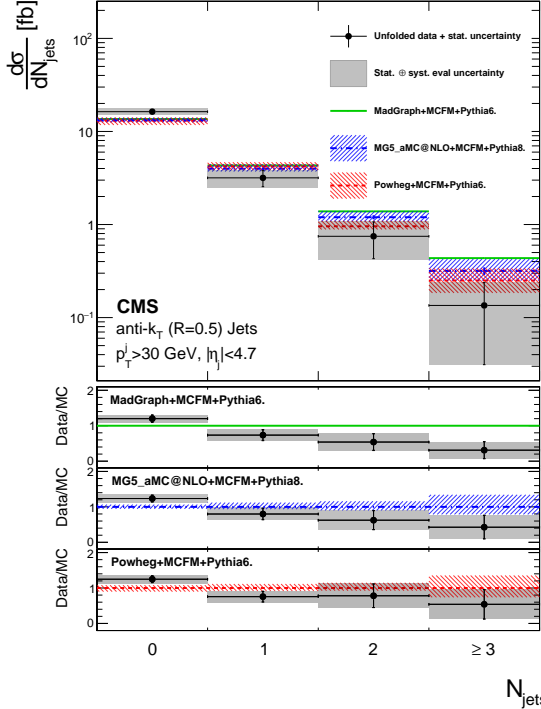 dσ/dN_jets [fb]
10²
10
1
10⁻¹
Unfolded data + stat. uncertainty
Stat. ⊕ syst. eval uncertainty
MadGraph+MCFM+Pythia6.
MG5_aMC@NLO+MCFM+Pythia8.
Powheg+MCFM+Pythia6.
CMS
anti-k_T (R=0.5) Jets
p_T^j>30 GeV, |η_j|<4.7
Data/MC
MadGraph+MCFM+Pythia6.
2
1
0
Data/MC
MG5_aMC@NLO+MCFM+Pythia8.
2
1
0
Data/MC
Powheg+MCFM+Pythia6.
2
1
0
0 1 2 ≥ 3
N_jets